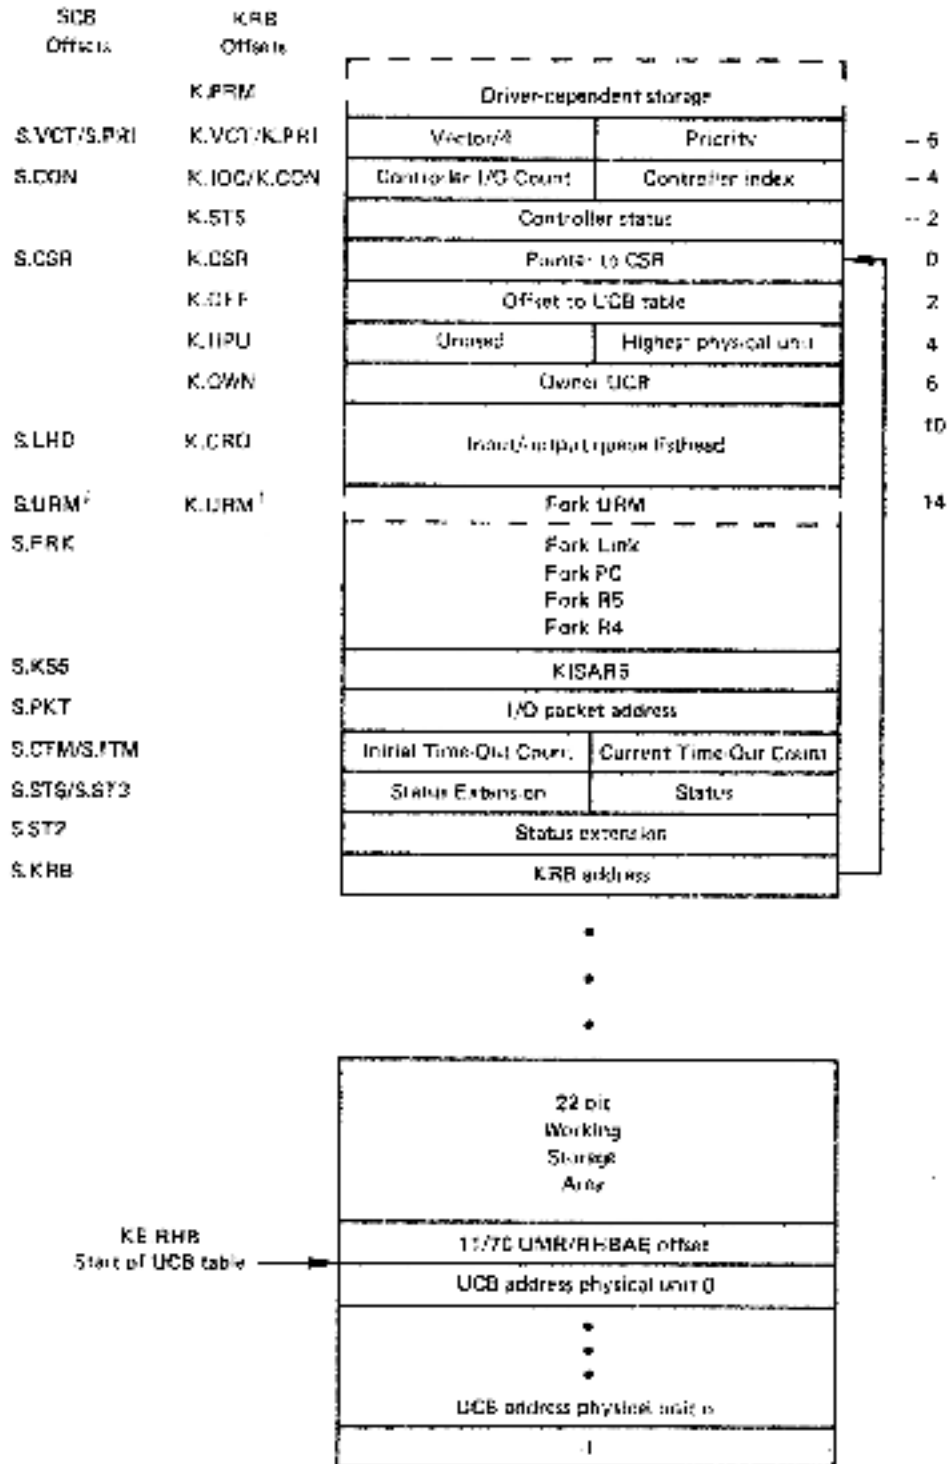 SCB KRB
Offsets Offsets
K.PRM Driver-dependent storage
S.VCT/S.PRI K.VCT/K.PRI Vector/4 Priority -- 6
S.CON K.IOC/K.CON Controller I/O Count Controller index -- 4
K.STS Controller status -- 2
S.CSR K.CSR Pointer to CSR 0
K.OFF Offset to UCB table 2
K.HPU Unused Highest physical unit 4
K.OWN Owner UCB 6
S.LHD K.CRQ Input/output queue listhead 10
S.URM K.URM Fork URM 14
S.FRK Fork Link
Fork PC
Fork R5
Fork R4
S.KS5 KISAR5
S.PKT I/O packet address
S.CTM/S.ITM Initial Time-Out Count Current Time-Out Count
S.STS/S.ST3 Status Extension Status
S.ST2 Status extension
S.KRB KRB address
22 bit
Working
Storage
Area
KE.RHB 11/70 UMR/RHBAE offset
Start of UCB table
UCB address physical unit 0
UCB address physical unit n